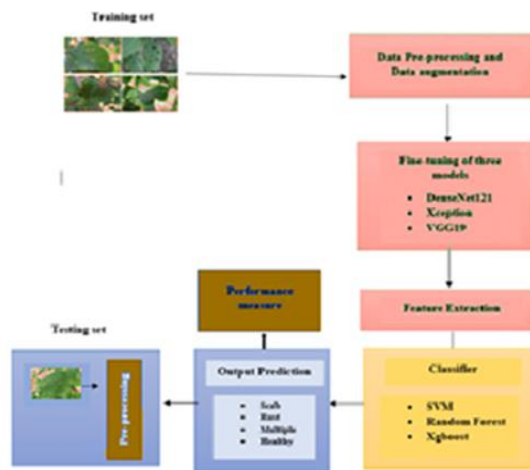 Training set
Data Pre-processing and
Data augmentation
Fine-tuning of three
models
DenseNet121
Xception
VGG19
Performance
measure
Feature Extraction
Testing set
Pre-processing
Output Prediction
Scab
Rust
Multiple
Healthy
Classifier
SVM
Random Forest
Xgboost